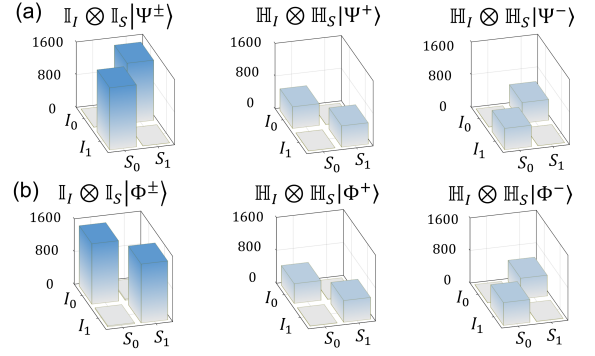 (a) 𝕀_I ⊗ 𝕀_S|Ψ^±⟩ ℍ_I ⊗ ℍ_S|Ψ^+⟩ ℍ_I ⊗ ℍ_S|Ψ^−⟩
1600 1600 1600
800 800 800
0 0 0
I_0 I_0 I_0
I_1 I_1 I_1
S_0 S_1 S_0 S_1 S_0 S_1
(b) 𝕀_I ⊗ 𝕀_S|Φ^±⟩ ℍ_I ⊗ ℍ_S|Φ^+⟩ ℍ_I ⊗ ℍ_S|Φ^−⟩
1600 1600 1600
800 800 800
0 0 0
I_0 I_0 I_0
I_1 I_1 I_1
S_0 S_1 S_0 S_1 S_0 S_1